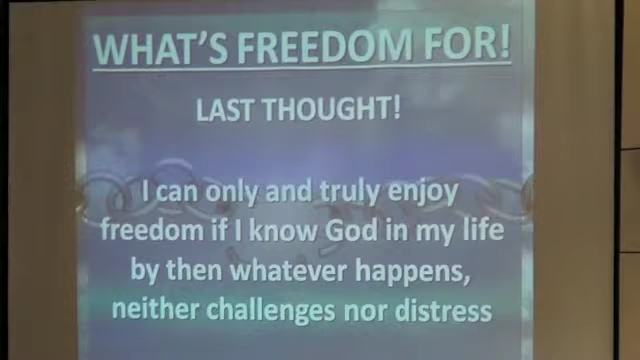 WHAT'S FREEDOM FOR!
LAST THOUGHT!
I can only and truly enjoy
freedom if I know God in my life
by then whatever happens,
neither challenges nor distress